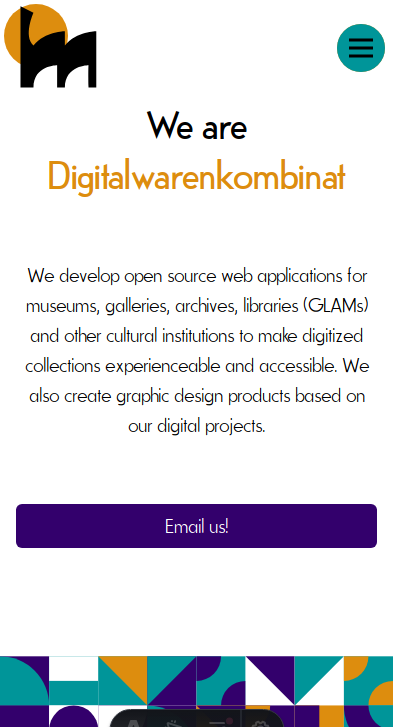 We are
Digitalwarenkombinat
We develop open source web applications for
museums, galleries, archives, libraries (GLAMs)
and other cultural institutions to make digitized
collections experienceable and accessible. We
also create graphic design products based on
our digital projects.
Email us!